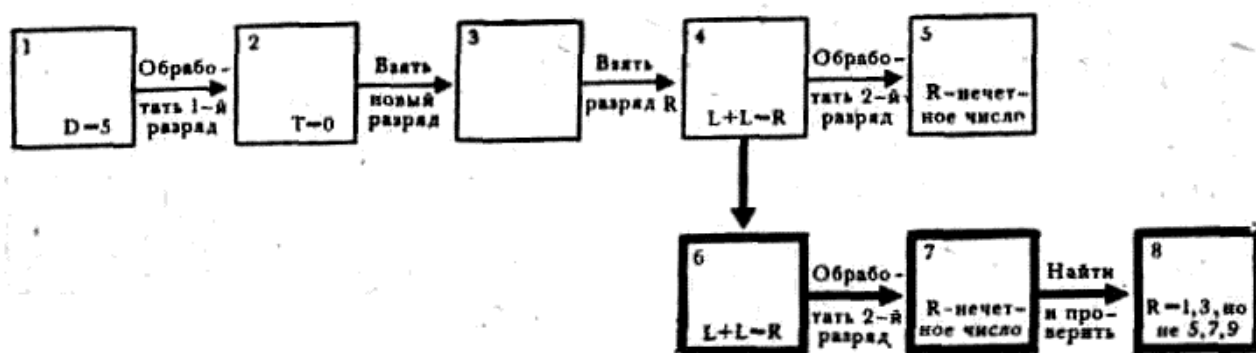 1
D=5
Обрабо-
тать 1-й
разряд
2
T=0
Взять
новый
разряд
3
Взять
разряд R
4
L+L=R
Обрабо-
тать 2-й
разряд
5
R-нечет-
ное число
6
L+L=R
Обрабо-
тать 2-й
разряд
7
R-нечет-
ное число
Найти
и про-
верить
8
R=1,3, но
не 5,7,9